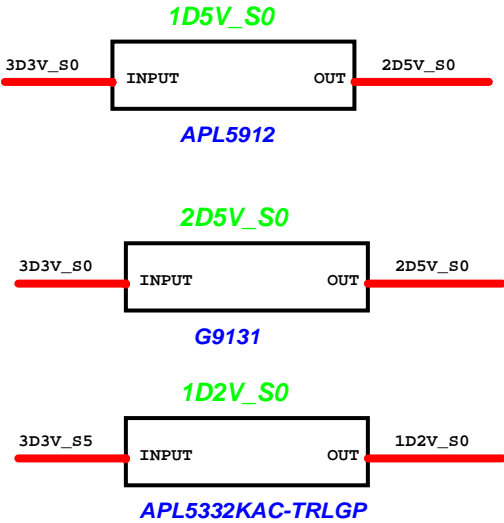 1D5V_S0
3D3V_S0 INPUT OUT 2D5V_S0
APL5912
2D5V_S0
3D3V_S0 INPUT OUT 2D5V_S0
G9131
1D2V_S0
3D3V_S5 INPUT OUT 1D2V_S0
APL5332KAC-TRLGP